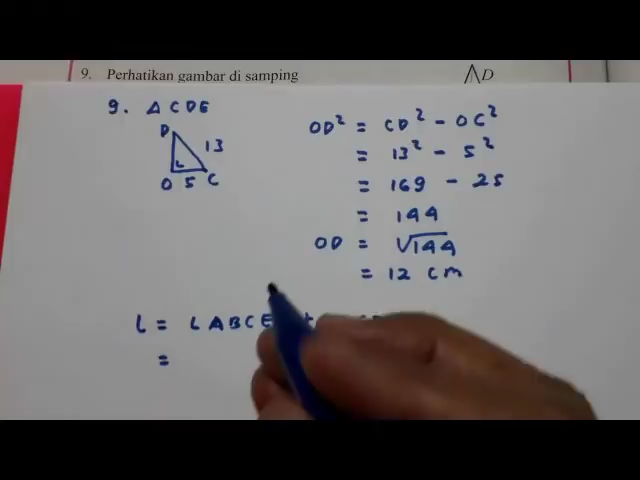 9. Perhatikan gambar di samping
D
9. Δ CDE
D
13
O 5 C
OD² = CD² - OC²
= 13² - 5²
= 169 - 25
= 144
OD = √144
= 12 cm
L = L ABCE +
=